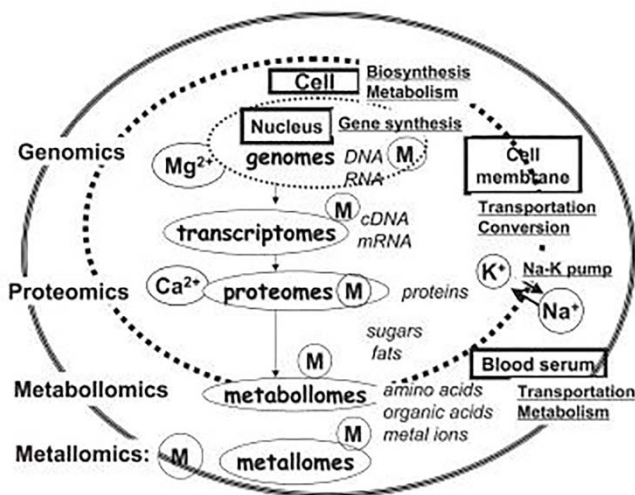 Cell
Biosynthesis
Metabolism
Nucleus
Gene synthesis
Genomics
genomes
DNA
M
RNA
Mg2+
Cell
membrane
M
cDNA
transcriptomes
mRNA
Transportation
Conversion
K+
Na-K pump
Na+
Proteomics
Ca2+
proteomes
M
proteins
sugars
fats
M
Blood serum
Metabollomics
metabollomes
amino acids
organic acids
metal ions
Transportation
Metabolism
Metallomics:
M
metallomes
M